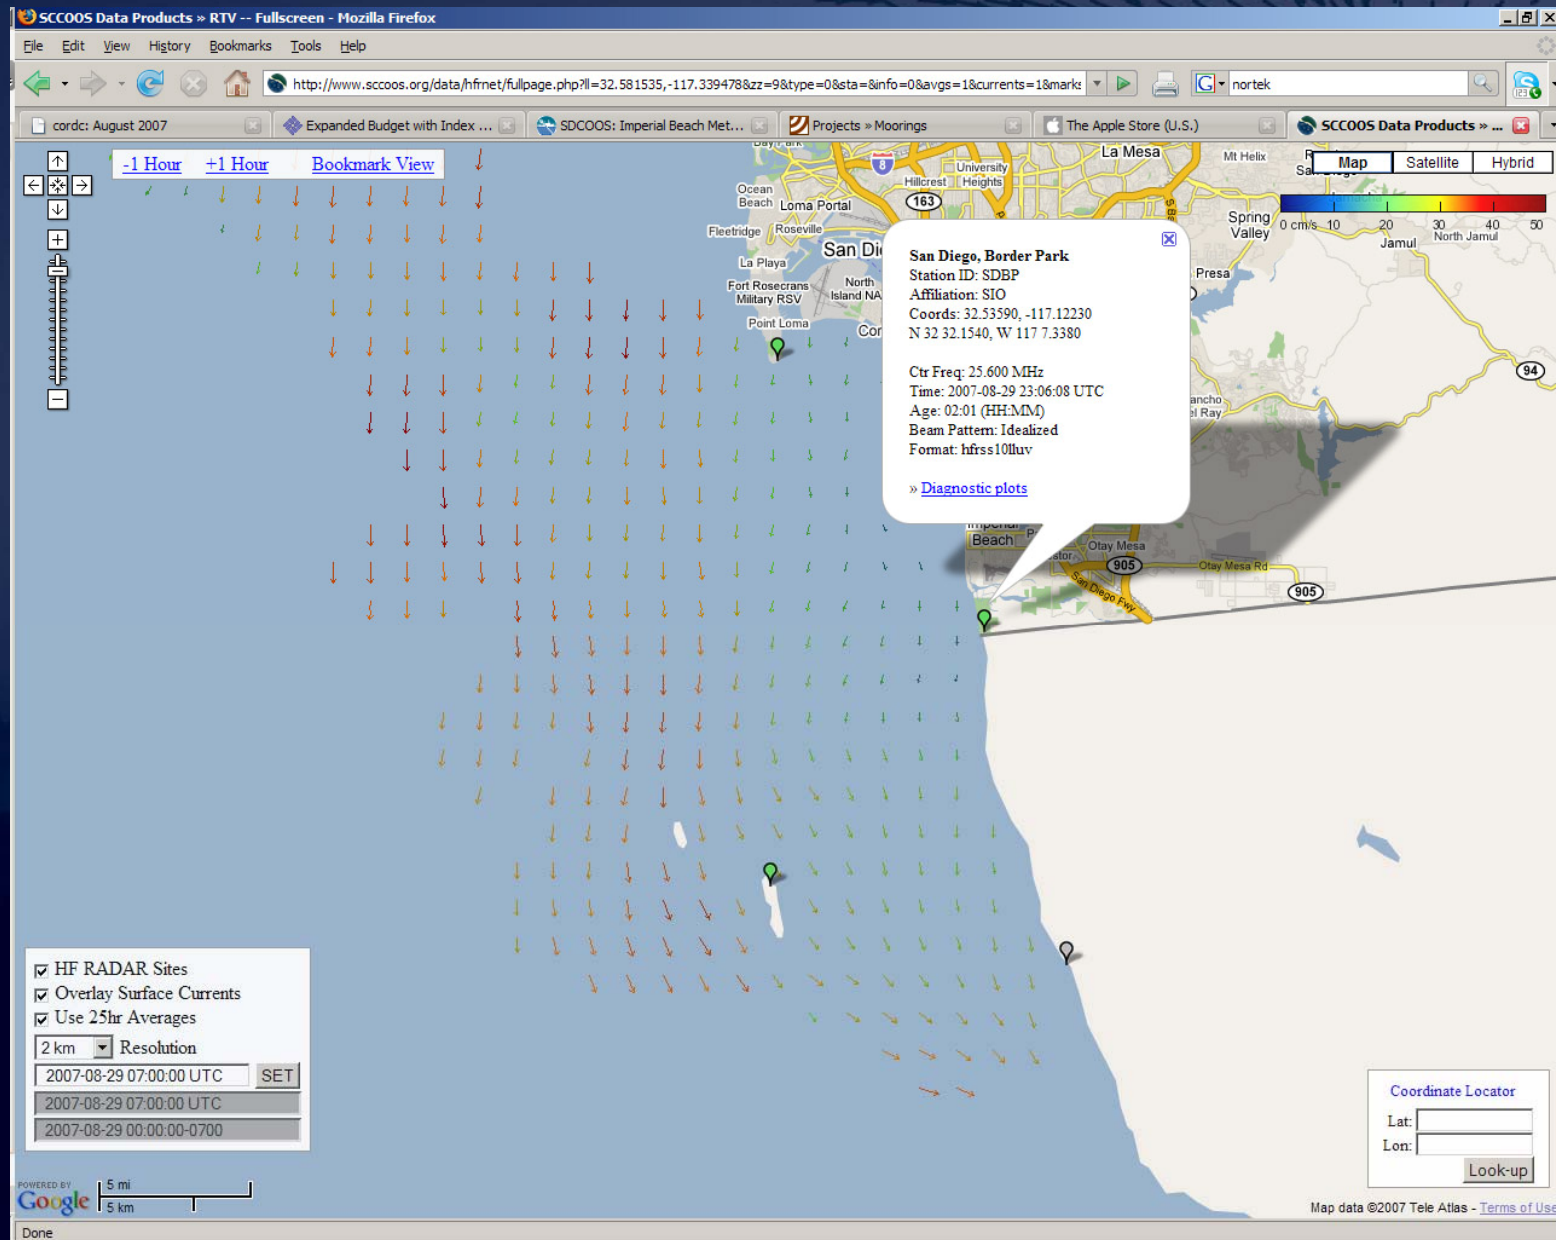 SCCOOS Data Products » RTV -- Fullscreen - Mozilla Firefox
File Edit View History Bookmarks Tools Help
http://www.sccoos.org/data/hfrnet/fullpage.php?ll=32.581535,-117.339478&zz=9&type=0&sta=&info=0&avgs=1&currents=1&marke
G nortek
cordc: August 2007
Expanded Budget with Index ...
SDCOOS: Imperial Beach Met...
Projects » Moorings
The Apple Store (U.S.)
SCCOOS Data Products » ...
-1 Hour +1 Hour Bookmark View
Map Satellite Hybrid
0 cm/s 10 20 30 40 50
La Mesa
Mt Helix
8
University
Heights
Hillcrest
163
Ocean
Beach
Loma Portal
Spring
Valley
Jamul
North Jamul
Fleetridge
Roseville
La Playa
San Di
Presa
Fort Rosecrans
Military RSV
North
Island NA
Point Loma
Cor
94
San Diego, Border Park
Station ID: SDBP
Affiliation: SIO
Coords: 32.53590, -117.12230
N 32 32.1540, W 117 7.3380
Ctr Freq: 25.600 MHz
Time: 2007-08-29 23:06:08 UTC
Age: 02:01 (HH:MM)
Beam Pattern: Idealized
Format: hfrss10lluv
» Diagnostic plots
ancho
el Ray
Imperial
Beach
Otay Mesa
905
Otay Mesa Rd
905
San Diego Fwy
HF RADAR Sites
Overlay Surface Currents
Use 25hr Averages
2 km Resolution
2007-08-29 07:00:00 UTC SET
2007-08-29 07:00:00 UTC
2007-08-29 00:00:00-0700
Coordinate Locator
Lat:
Lon:
Look-up
POWERED BY
Google
5 mi
5 km
Map data ©2007 Tele Atlas - Terms of Use
Done